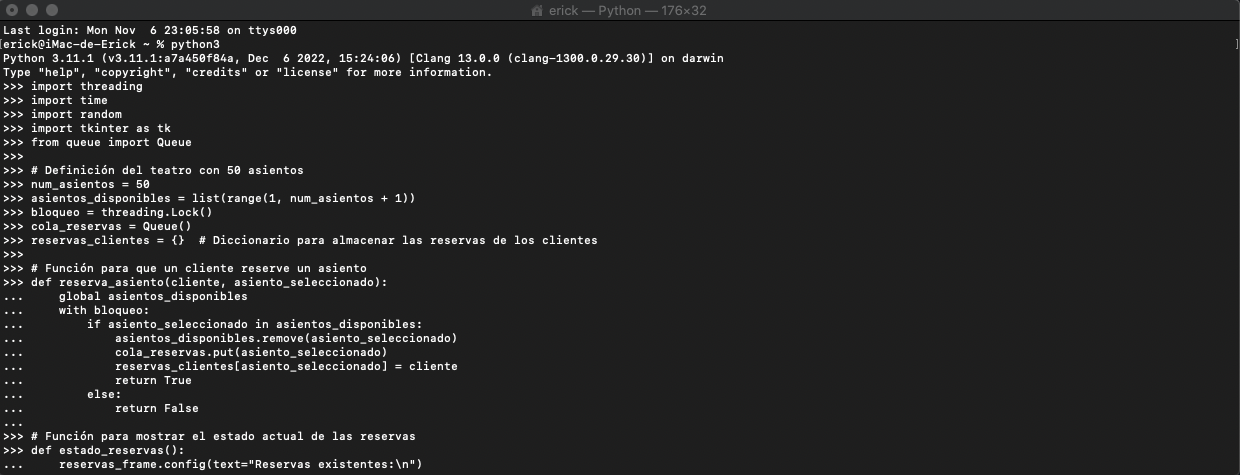 erick — Python — 176×32
Last login: Mon Nov  6 23:05:58 on ttys000
[erick@iMac-de-Erick ~ % python3 ]
Python 3.11.1 (v3.11.1:a7a450f84a, Dec  6 2022, 15:24:06) [Clang 13.0.0 (clang-1300.0.29.30)] on darwin
Type "help", "copyright", "credits" or "license" for more information.
>>> import threading
>>> import time
>>> import random
>>> import tkinter as tk
>>> from queue import Queue
>>>
>>> # Definición del teatro con 50 asientos
>>> num_asientos = 50
>>> asientos_disponibles = list(range(1, num_asientos + 1))
>>> bloqueo = threading.Lock()
>>> cola_reservas = Queue()
>>> reservas_clientes = {}  # Diccionario para almacenar las reservas de los clientes
>>>
>>> # Función para que un cliente reserve un asiento
>>> def reserva_asiento(cliente, asiento_seleccionado):
...     global asientos_disponibles
...     with bloqueo:
...         if asiento_seleccionado in asientos_disponibles:
...             asientos_disponibles.remove(asiento_seleccionado)
...             cola_reservas.put(asiento_seleccionado)
...             reservas_clientes[asiento_seleccionado] = cliente
...             return True
...         else:
...             return False
...
>>> # Función para mostrar el estado actual de las reservas
>>> def estado_reservas():
...     reservas_frame.config(text="Reservas existentes:\n")